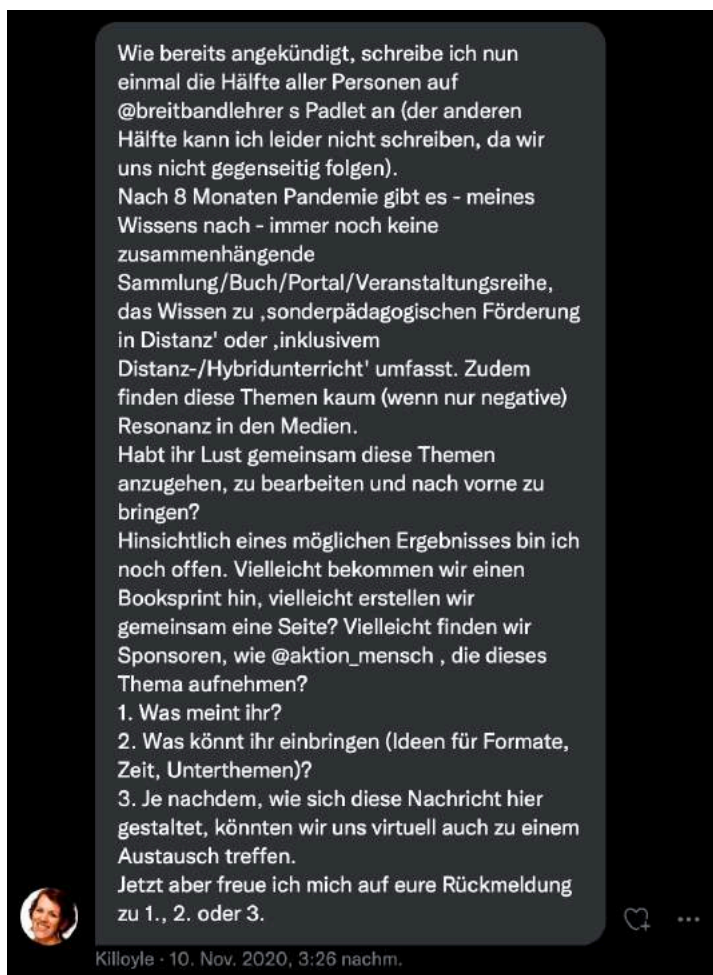 Wie bereits angekündigt, schreibe ich nun
einmal die Hälfte aller Personen auf
@breitbandlehrer s Padlet an (der anderen
Hälfte kann ich leider nicht schreiben, da wir
uns nicht gegenseitig folgen).
Nach 8 Monaten Pandemie gibt es - meines
Wissens nach - immer noch keine
zusammenhängende
Sammlung/Buch/Portal/Veranstaltungsreihe,
das Wissen zu ‚sonderpädagogischen Förderung
in Distanz' oder ‚inklusivem
Distanz-/Hybridunterricht' umfasst. Zudem
finden diese Themen kaum (wenn nur negative)
Resonanz in den Medien.
Habt ihr Lust gemeinsam diese Themen
anzugehen, zu bearbeiten und nach vorne zu
bringen?
Hinsichtlich eines möglichen Ergebnisses bin ich
noch offen. Vielleicht bekommen wir einen
Booksprint hin, vielleicht erstellen wir
gemeinsam eine Seite? Vielleicht finden wir
Sponsoren, wie @aktion_mensch , die dieses
Thema aufnehmen?
1. Was meint ihr?
2. Was könnt ihr einbringen (Ideen für Formate,
Zeit, Unterthemen)?
3. Je nachdem, wie sich diese Nachricht hier
gestaltet, könnten wir uns virtuell auch zu einem
Austausch treffen.
Jetzt aber freue ich mich auf eure Rückmeldung
zu 1., 2. oder 3.
Killoyle · 10. Nov. 2020, 3:26 nachm.